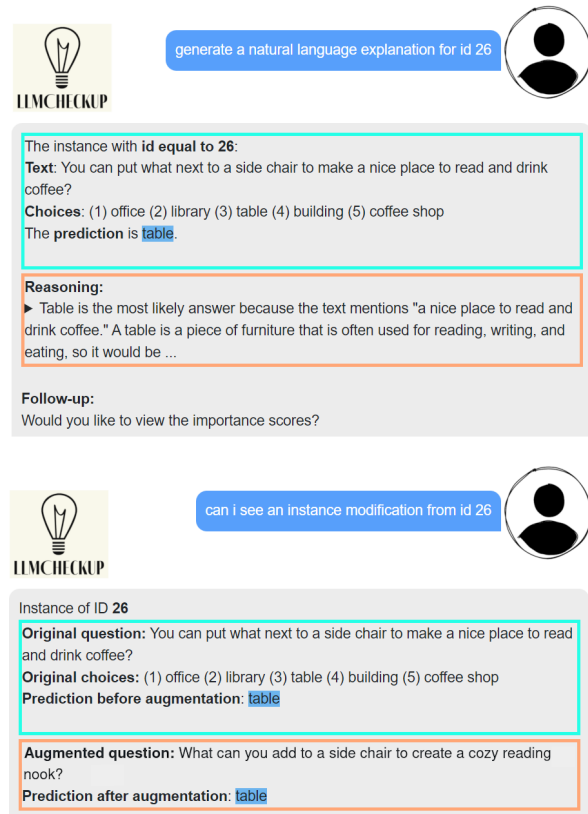 generate a natural language explanation for id 26
LLMCHECKUP
The instance with id equal to 26:
Text: You can put what next to a side chair to make a nice place to read and drink
coffee?
Choices: (1) office (2) library (3) table (4) building (5) coffee shop
The prediction is table.
Reasoning:
▶ Table is the most likely answer because the text mentions "a nice place to read and
drink coffee." A table is a piece of furniture that is often used for reading, writing, and
eating, so it would be ...
Follow-up:
Would you like to view the importance scores?
can i see an instance modification from id 26
LLMCHECKUP
Instance of ID 26
Original question: You can put what next to a side chair to make a nice place to read
and drink coffee?
Original choices: (1) office (2) library (3) table (4) building (5) coffee shop
Prediction before augmentation: table
Augmented question: What can you add to a side chair to create a cozy reading
nook?
Prediction after augmentation: table